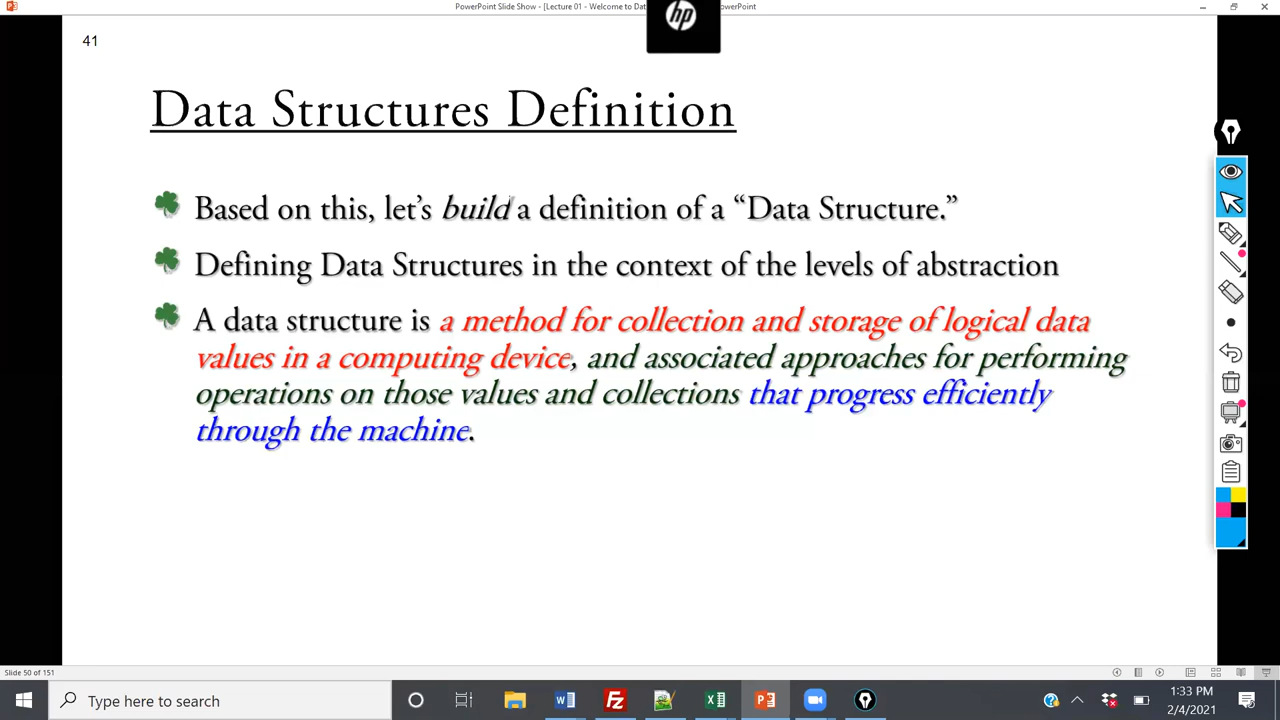 PowerPoint Slide Show - [Lecture 01 - Welcome to Dat
owerPoint
hp
41
Data Structures Definition
Based on this, let’s build a definition of a “Data Structure.”
Defining Data Structures in the context of the levels of abstraction
A data structure is a method for collection and storage of logical data
values in a computing device, and associated approaches for performing
operations on those values and collections that progress efficiently
through the machine.
Slide 50 of 151
Type here to search
1:33 PM
2/4/2021